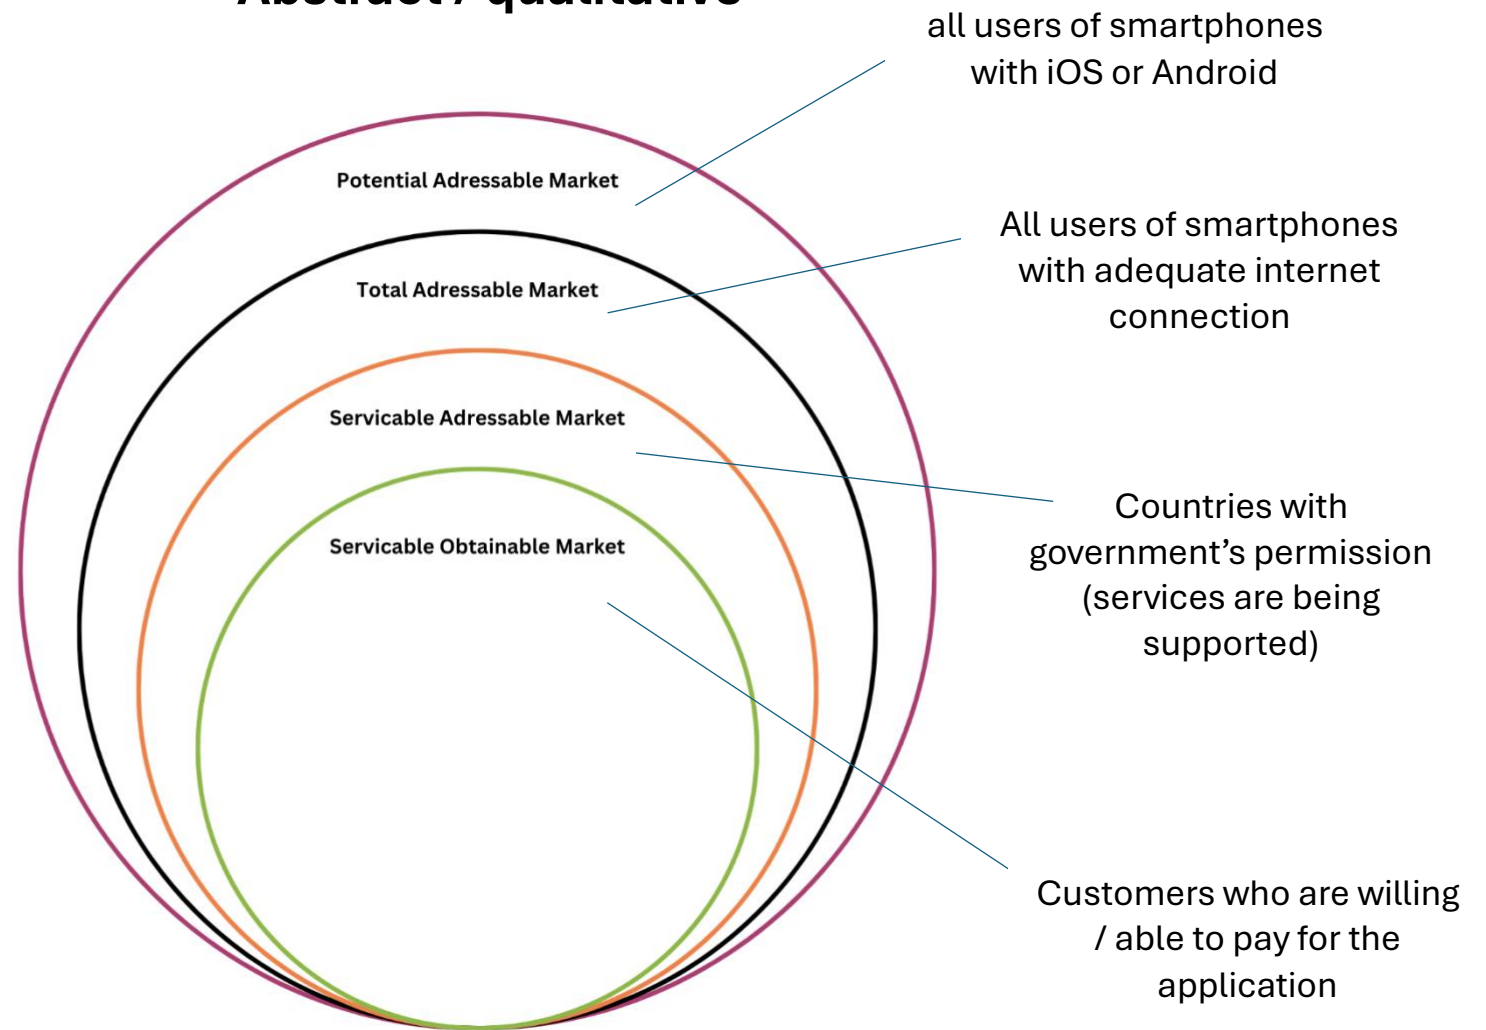 Abstract / qualitative
all users of smartphones
with iOS or Android
Potential Adressable Market
All users of smartphones
with adequate internet
connection
Total Adressable Market
Servicable Adressable Market
Countries with
government’s permission
(services are being
supported)
Servicable Obtainable Market
Customers who are willing
/ able to pay for the
application